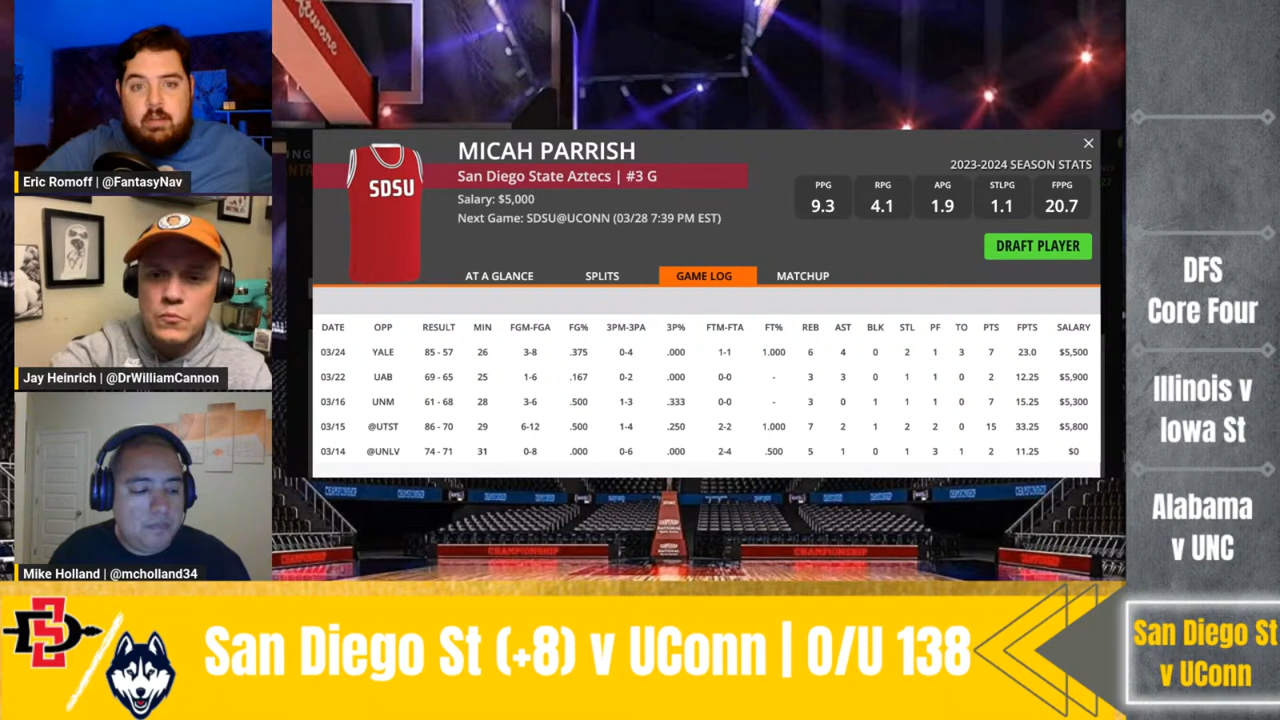 Eric Romoff | @FantasyNav
Jay Heinrich | @DrWilliamCannon
Mike Holland | @mcholland34
MICAH PARRISH
San Diego State Aztecs | #3 G
Salary: $5,000
Next Game: SDSU@UCONN (03/28 7:39 PM EST)
SDSU
2023-2024 SEASON STATS
PPG RPG APG STLPG FPPG
9.3 4.1 1.9 1.1 20.7
DRAFT PLAYER
AT A GLANCE SPLITS GAME LOG MATCHUP
DATE OPP RESULT MIN FGM-FGA FG% 3PM-3PA 3P% FTM-FTA FT% REB AST BLK STL PF TO PTS FPTS SALARY
03/24 YALE 85 - 57 26 3-8 .375 0-4 .000 1-1 1.000 6 4 0 2 1 3 7 23.0 $5,500
03/22 UAB 69 - 65 25 1-6 .167 0-2 .000 0-0 - 3 3 0 1 1 0 2 12.25 $5,900
03/16 UNM 61 - 68 28 3-6 .500 1-3 .333 0-0 - 3 0 1 1 1 0 7 15.25 $5,300
03/15 @UTST 86 - 70 29 6-12 .500 1-4 .250 2-2 1.000 7 2 1 2 2 0 15 33.25 $5,800
03/14 @UNLV 74 - 71 31 0-8 .000 0-6 .000 2-4 .500 5 1 0 1 3 1 2 11.25 $0
CHAMPIONSHIP CHAMPIONSHIP
DFS
Core Four
Illinois v
Iowa St
Alabama
v UNC
San Diego St
v UConn
San Diego St (+8) v UConn | O/U 138